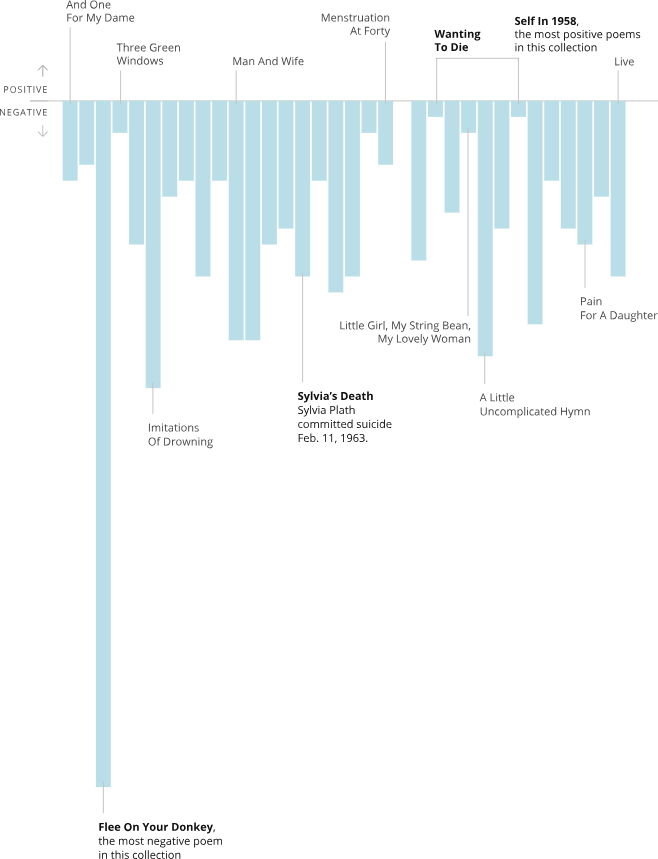 And One
For My Dame
Three Green
Windows
Man And Wife
Menstruation
At Forty
Wanting
To Die
Self In 1958,
the most positive poems
in this collection
Live
POSITIVE
NEGATIVE
Little Girl, My String Bean,
My Lovely Woman
Pain
For A Daughter
Imitations
Of Drowning
Sylvia's Death
Sylvia Plath
committed suicide
Feb. 11, 1963.
A Little
Uncomplicated Hymn
Flee On Your Donkey,
the most negative poem
in this collection